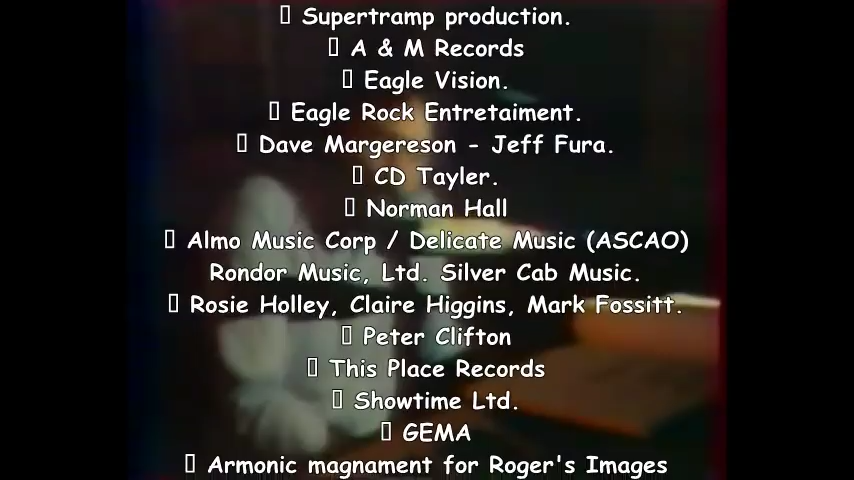 ▯ Supertramp production.
▯ A & M Records
▯ Eagle Vision.
▯ Eagle Rock Entretaiment.
▯ Dave Margereson - Jeff Fura.
▯ CD Tayler.
▯ Norman Hall
▯ Almo Music Corp / Delicate Music (ASCAO)
Rondor Music, Ltd. Silver Cab Music.
▯ Rosie Holley, Claire Higgins, Mark Fossitt.
▯ Peter Clifton
▯ This Place Records
▯ Showtime Ltd.
▯ GEMA
▯ Armonic magnament for Roger's Images